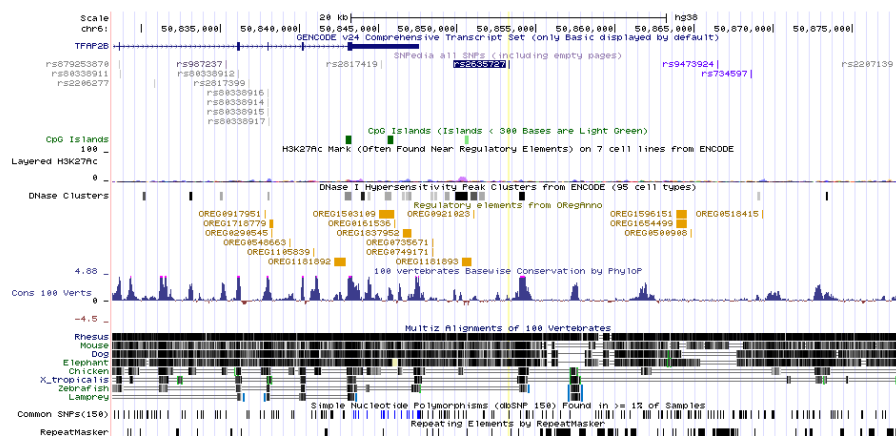 Scale 20 kb hg38
chr6: 50,835,000 50,840,000 50,845,000 50,850,000 50,855,000 50,860,000 50,865,000 50,870,000 50,875,000
GENCODE v24 Comprehensive Transcript Set (only Basic displayed by default)
TFAP2B
SNPedia all SNPs (including empty pages)
rs879253870 rs987237 rs2817419 rs2635727 rs9473924 rs2207139
rs80338911 rs80338912 rs734597
rs2206277 rs2817399
rs80338916
rs80338914
rs80338915
rs80338917
CpG Islands (Islands < 300 Bases are Light Green)
CpG Islands
100 _ H3K27Ac Mark (Often Found Near Regulatory Elements) on 7 cell lines from ENCODE
Layered H3K27Ac
0 _
DNase I Hypersensitivity Peak Clusters from ENCODE (95 cell types)
DNase Clusters
Regulatory elements from ORegAnno
OREG0917951 OREG1503109 OREG0921023 OREG1596151 OREG0518415
OREG1718779 OREG0161536 OREG1654499
OREG0290545 OREG1837952 OREG0500908
OREG0548663 OREG0735671
OREG1105839 OREG0749171
OREG1181892 OREG1181893
4.88 _ 100 vertebrates Basewise Conservation by PhyloP
Cons 100 Verts
0 _
-4.5 _
Multiz Alignments of 100 Vertebrates
Rhesus
Mouse
Dog
Elephant
Chicken
X_tropicalis
Zebrafish
Lamprey
Simple Nucleotide Polymorphisms (dbSNP 150) Found in >= 1% of Samples
Common SNPs(150)
Repeating Elements by RepeatMasker
RepeatMasker